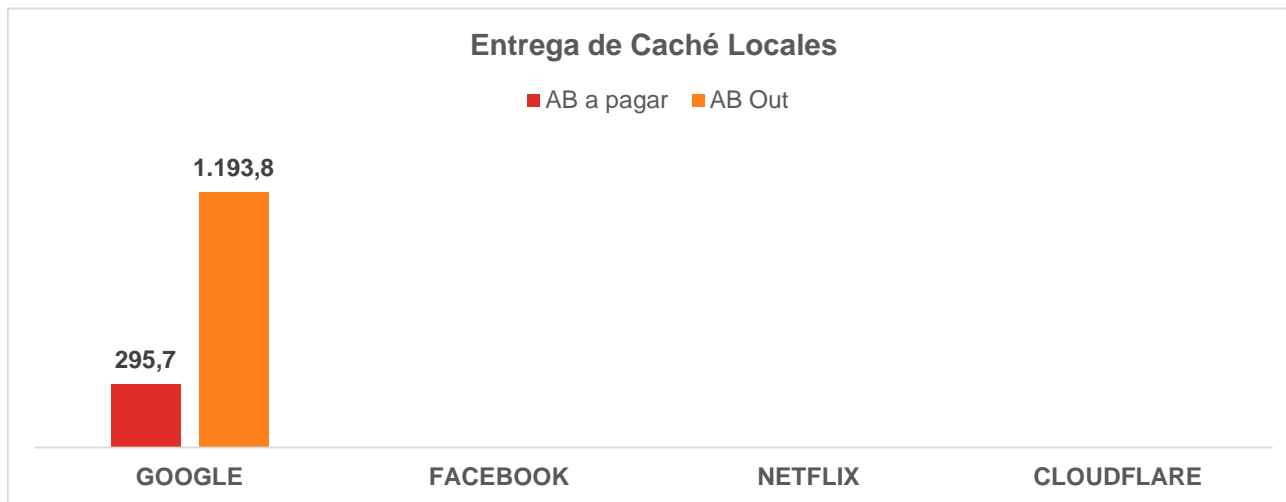 Entrega de Caché Locales
AB a pagar AB Out
1.193,8
295,7
GOOGLE FACEBOOK NETFLIX CLOUDFLARE